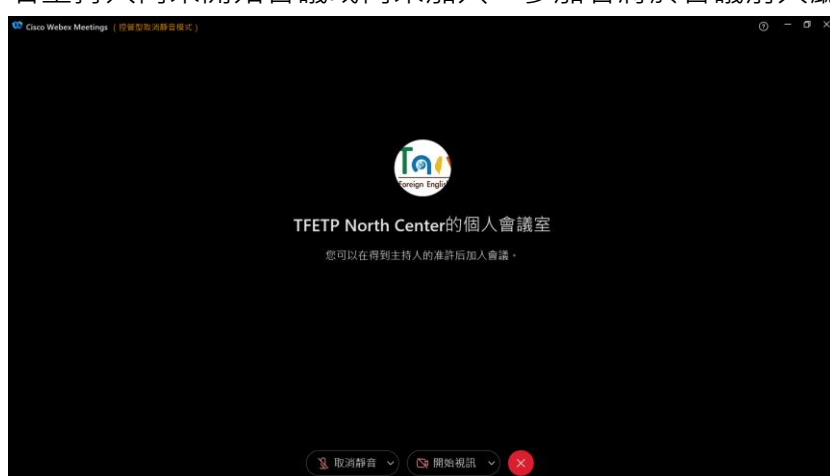 Cisco Webex Meetings (控管型取消靜音模式)
Ta
Foreign Englis
TFETP North Center的個人會議室
您可以在得到主持人的准許后加入會議。
取消靜音
開始視訊